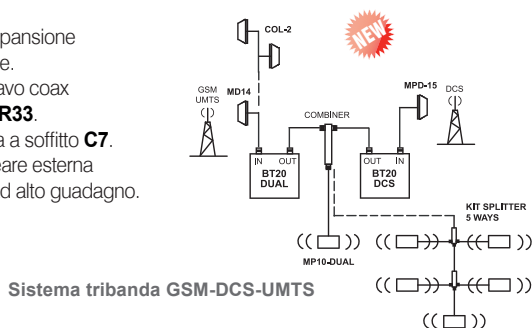 pansione
e.
avo coax
R33.
a a soffitto C7.
eare esterna
d alto guadagno.
COL-2
NEW
GSM
UMTS
MD14
MPD-15
DCS
COMBINER
IN OUT
BT20
DUAL
OUT IN
BT20
DCS
KIT SPLITTER
5 WAYS
MP10-DUAL
Sistema tribanda GSM-DCS-UMTS